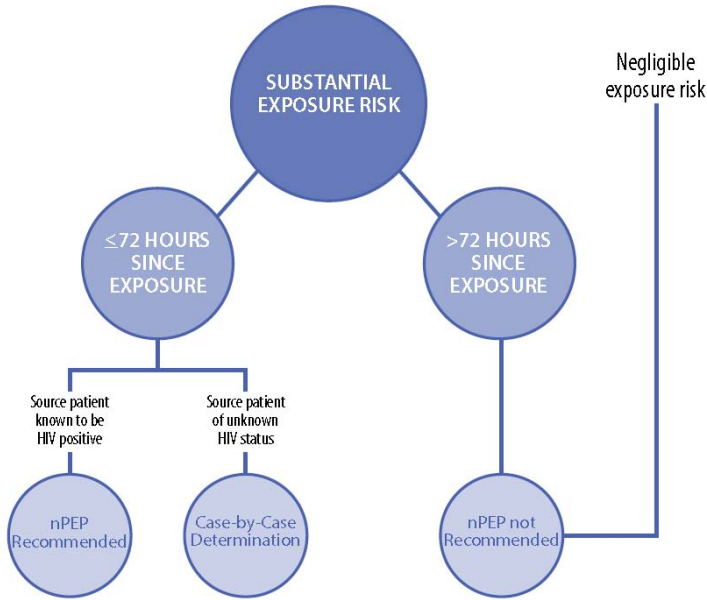 SUBSTANTIAL
EXPOSURE RISK
Negligible
exposure risk
≤72 HOURS
SINCE
EXPOSURE
>72 HOURS
SINCE
EXPOSURE
Source patient
known to be
HIV positive
Source patient
of unknown
HIV status
nPEP
Recommended
Case-by-Case
Determination
nPEP not
Recommended